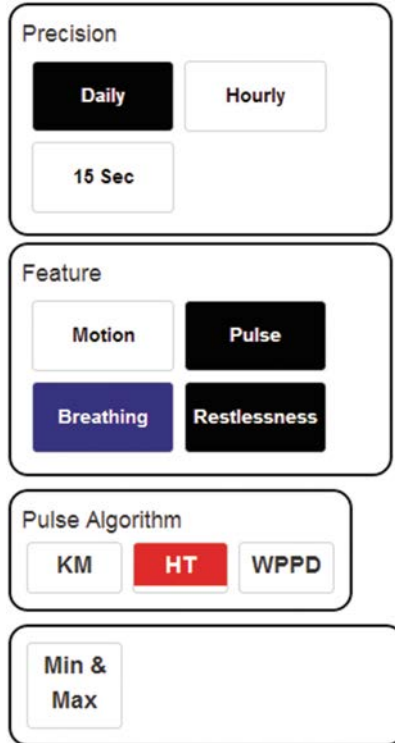 Precision
Daily Hourly
15 Sec
Feature
Motion Pulse
Breathing Restlessness
Pulse Algorithm
KM HT WPPD
Min &
Max